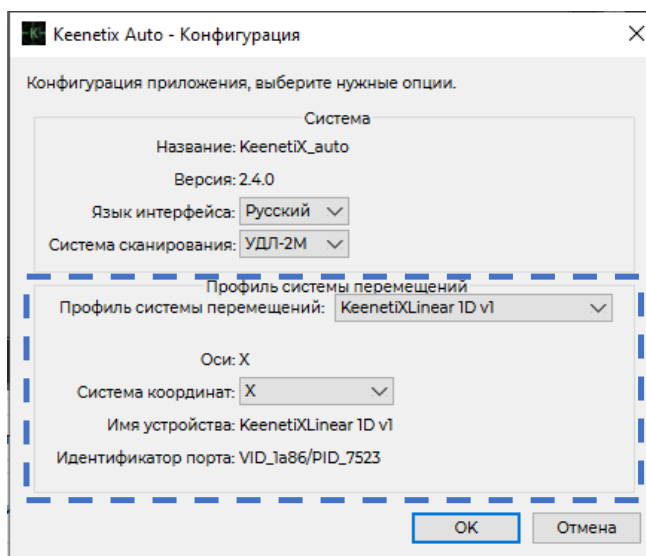 -K- Keenetix Auto - Конфигурация
Конфигурация приложения, выберите нужные опции.
Система
Название: KeenetiX_auto
Версия: 2.4.0
Язык интерфейса: Русский
Система сканирования: УДЛ-2М
Профиль системы перемещений
Профиль системы перемещений: KeenetiXLinear 1D v1
Оси: X
Система координат: X
Имя устройства: KeenetiXLinear 1D v1
Идентификатор порта: VID_1a86/PID_7523
OK Отмена